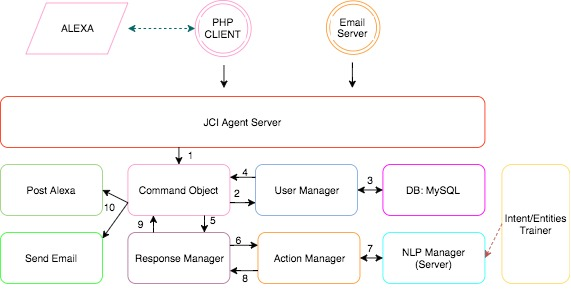 ALEXA
PHP
CLIENT
Email
Server
JCI Agent Server
1
Post Alexa
10
Command Object
4
2
User Manager
3
DB: MySQL
Intent/Entities
Trainer
9
5
Send Email
Response Manager
6
8
Action Manager
7
NLP Manager
(Server)